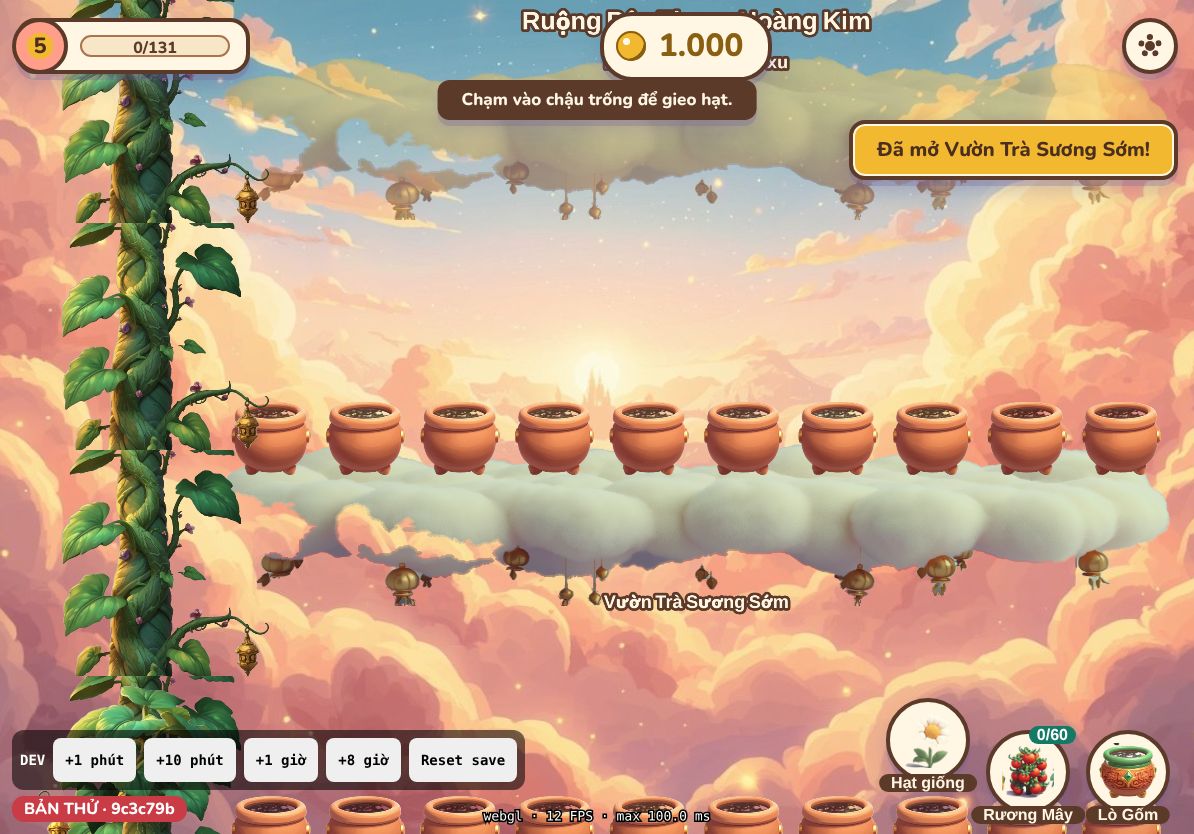 5
0/131
Ruộng
oàng Kim
1.000
xu
Chạm vào chậu trống để gieo hạt.
Đã mở Vườn Trà Sương Sớm!
Vườn Trà Sương Sớm
DEV
+1 phút
+10 phút
+1 giờ
+8 giờ
Reset save
BẢN THỬ · 9c3c79b
webgl · 12 FPS · max 100.0 ms
Hạt giống
0/60
Rương Mây
Lò Gốm